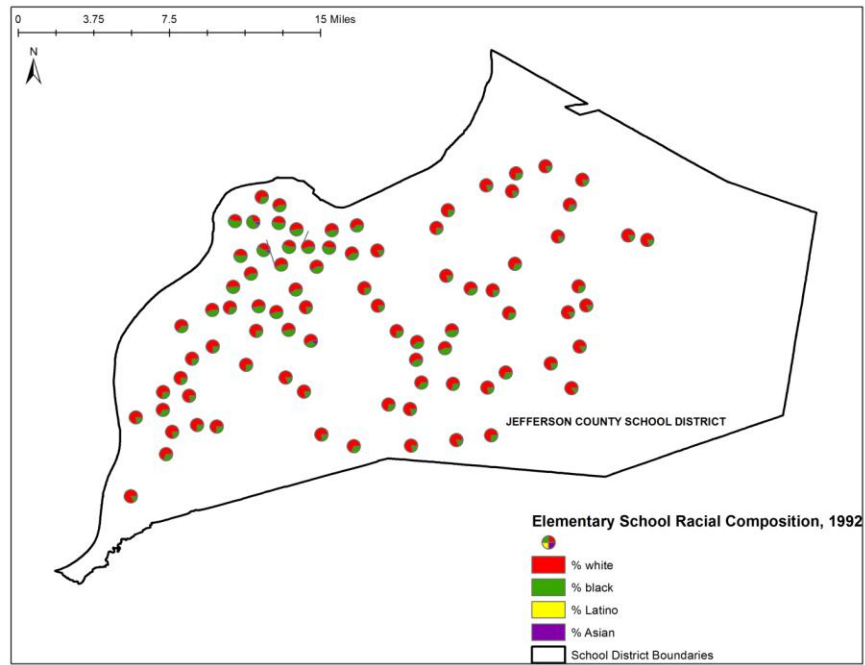 0 3.75 7.5 15 Miles
N
JEFFERSON COUNTY SCHOOL DISTRICT
Elementary School Racial Composition, 1992
% white
% black
% Latino
% Asian
School District Boundaries